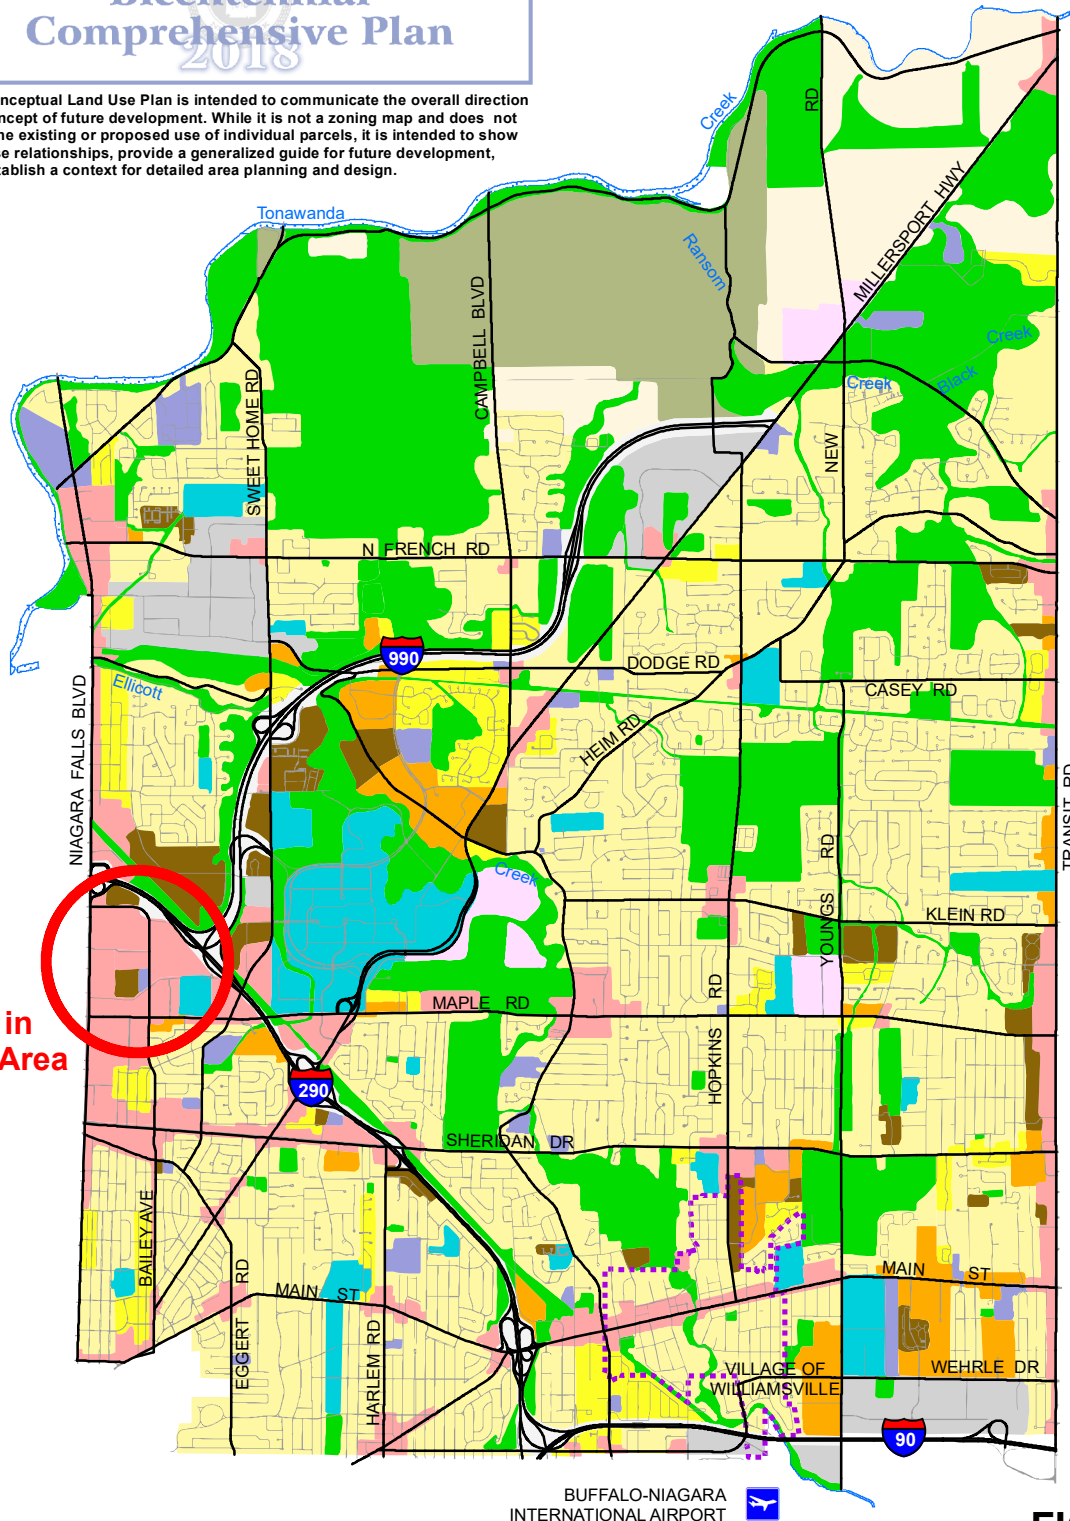 Bicentennial
Comprehensive Plan
2018
nceptual Land Use Plan is intended to communicate the overall direction
ncept of future development. While it is not a zoning map and does not
ne existing or proposed use of individual parcels, it is intended to show
e relationships, provide a generalized guide for future development,
tablish a context for detailed area planning and design.
Creek
RD
Tonawanda
MILLERSPORT HWY
Ransom
CAMPBELL BLVD
Creek
Black
Creek
SWEET HOME RD
NEW
N FRENCH RD
990
DODGE RD
Ellicott
CASEY RD
NIAGARA FALLS BLVD
HEIM RD
TRANSIT RD
YOUNGS RD
Creek
KLEIN RD
HOPKINS RD
MAPLE RD
in
Area
290
SHERIDAN DR
BAILEY AVE
MAIN ST
MAIN ST
EGGERT RD
HARLEM RD
VILLAGE OF
WILLIAMSVILLE
WEHRLE DR
90
BUFFALO-NIAGARA
INTERNATIONAL AIRPORT